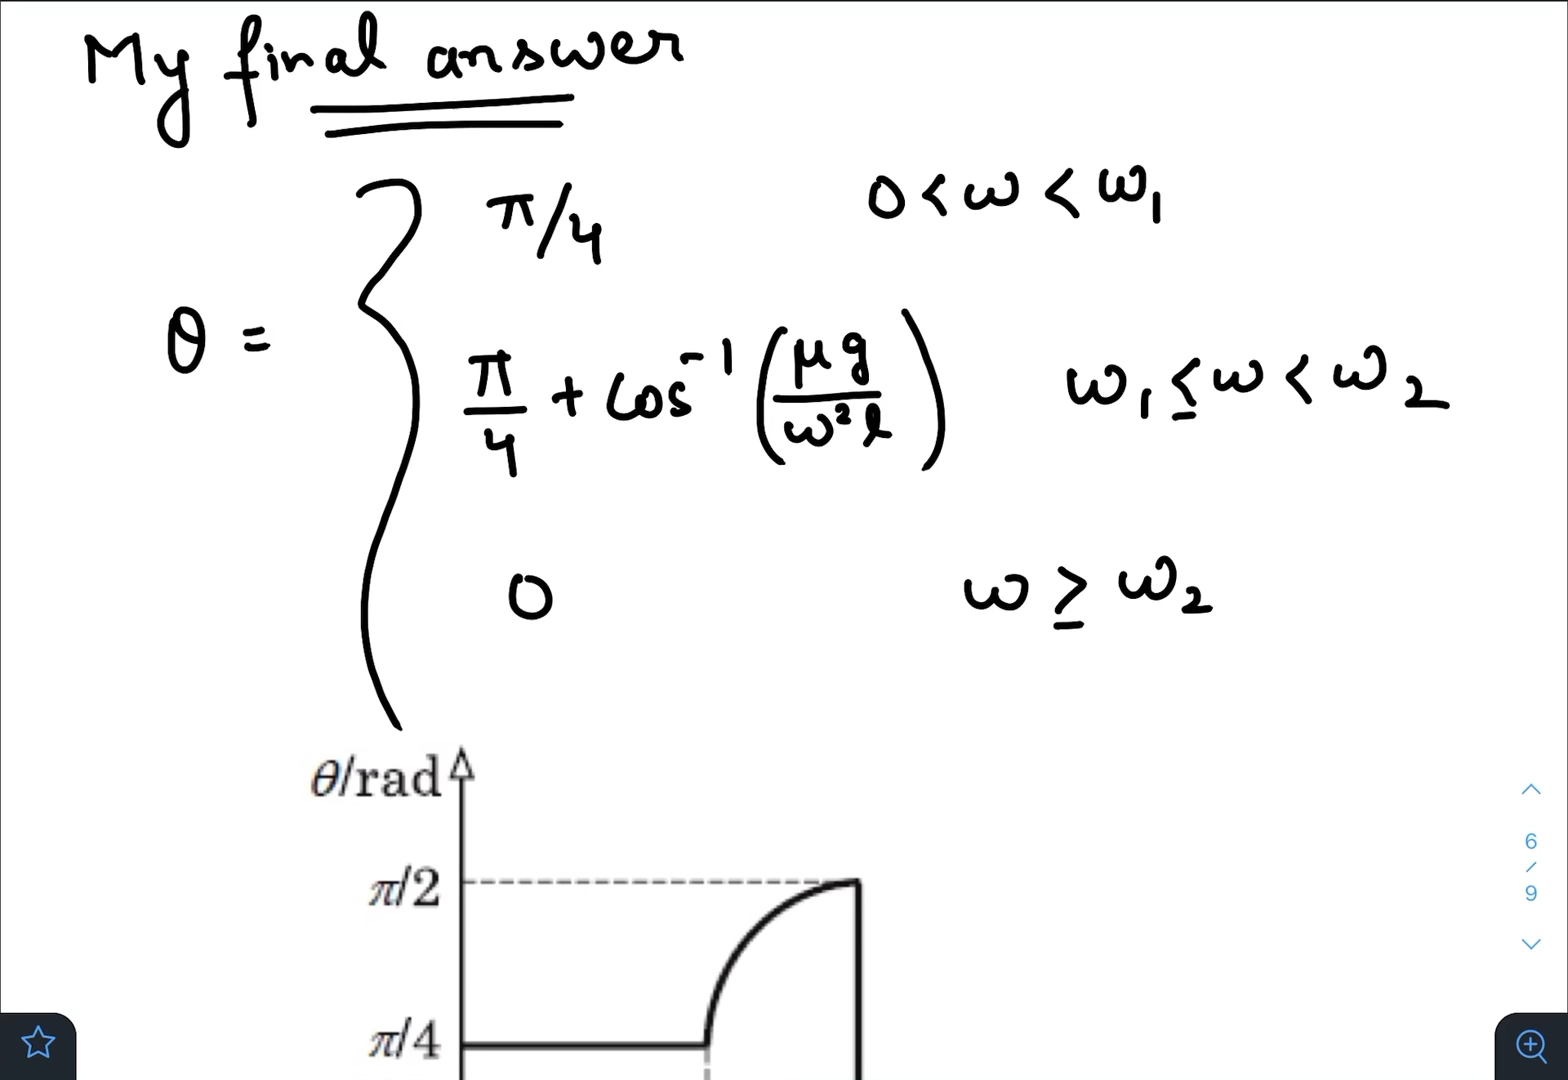 My final answer
π/4 0 < ω < ω₁
θ = π/4 + cos⁻¹(μg/ω²l) ω₁ ≤ ω < ω₂
0 ω ≥ ω₂
θ/rad
π/2
π/4
6
/
9